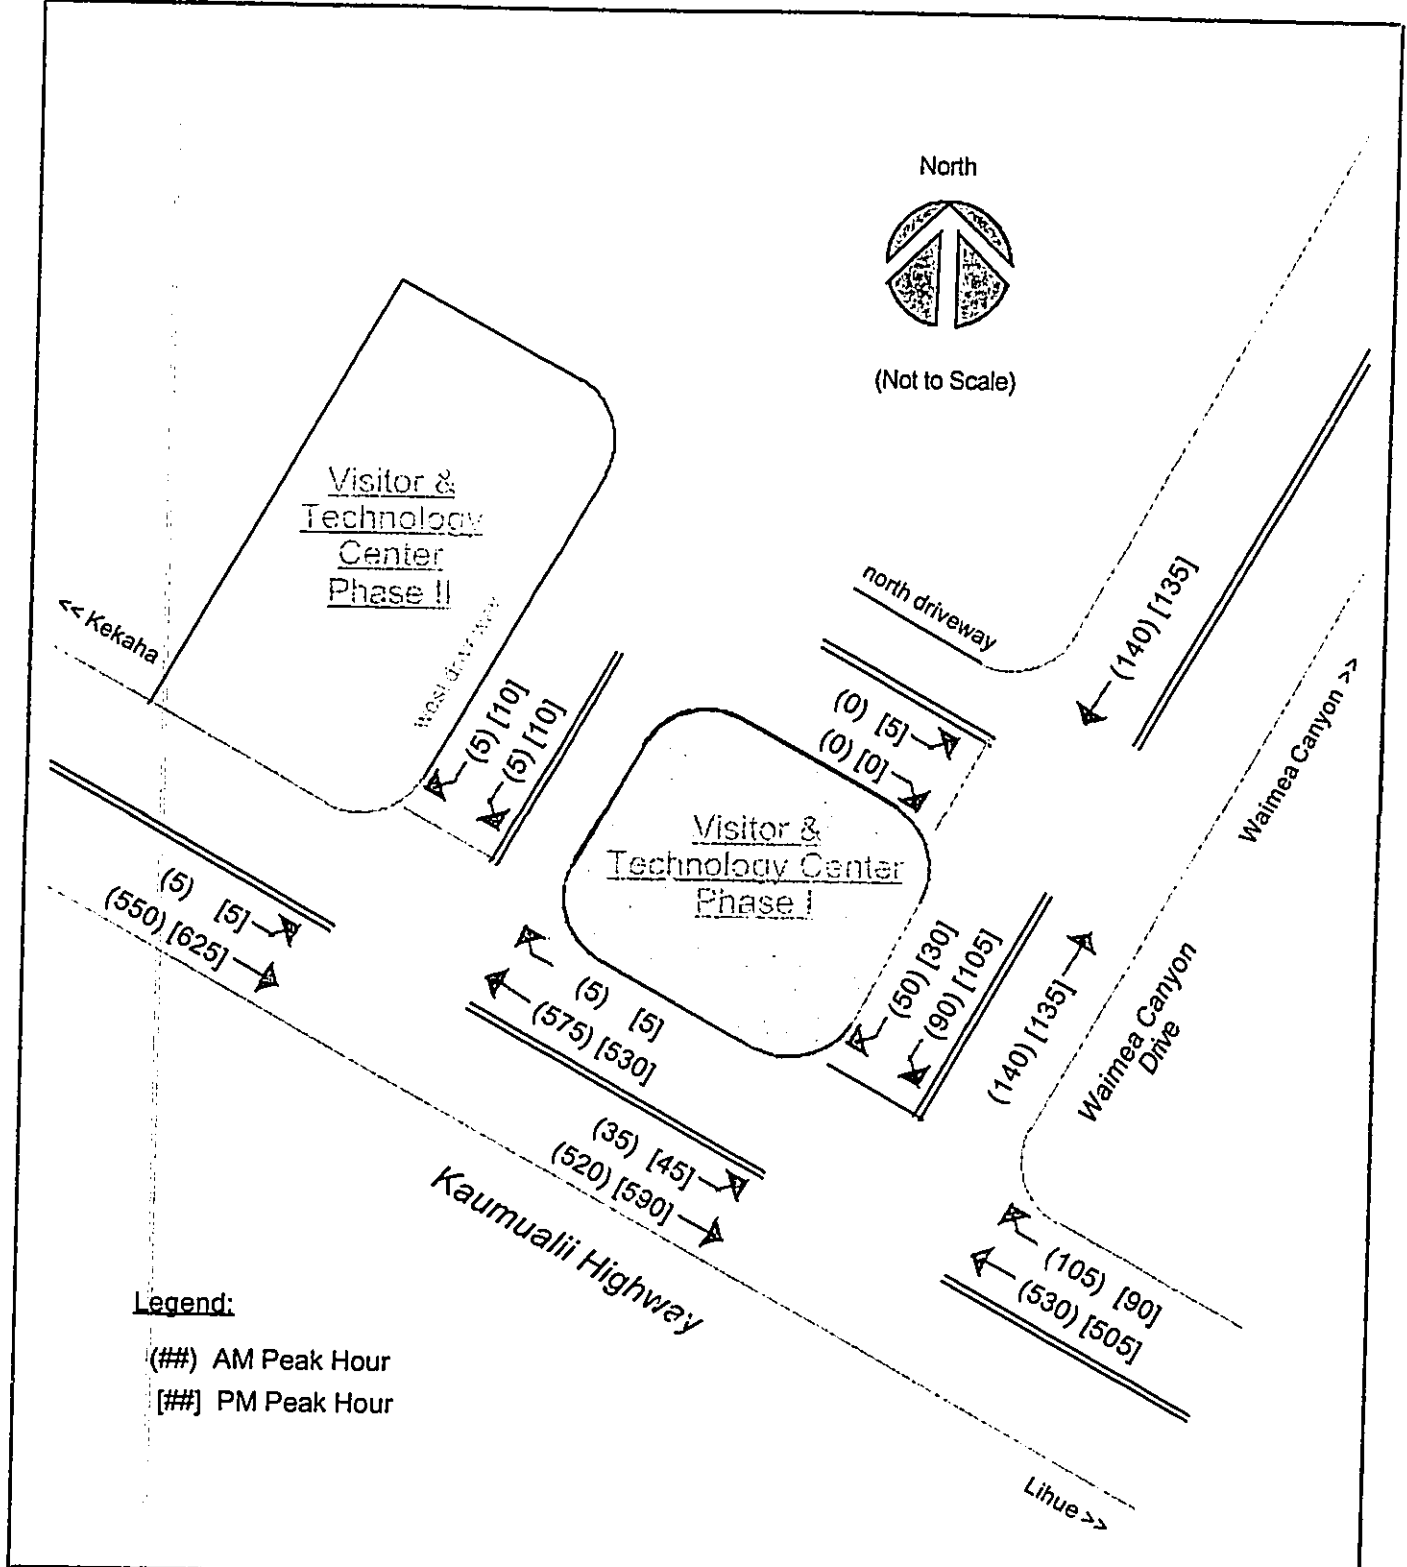 North
(Not to Scale)
Visitor &
Technology
Center
Phase II
<< Kekaha
west driveway
north driveway
(140) [135]
Waimea Canyon >>
(5) [10]
(5) [10]
(0) [5]
(0) [0]
Visitor &
Technology Center
Phase I
(5) [5]
(550) [625]
(5) [5]
(575) [530]
(50) [30]
(90) [105]
(140) [135]
Waimea Canyon
Drive
(35) [45]
(520) [590]
Kaumualii Highway
(105) [90]
(530) [505]
Legend:
(##) AM Peak Hour
[##] PM Peak Hour
Lihue >>